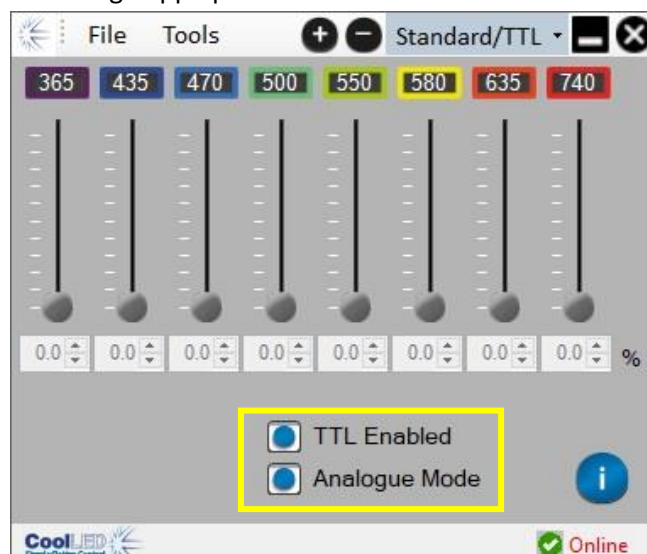 File Tools Standard/TTL
365 435 470 500 550 580 635 740
0.0 0.0 0.0 0.0 0.0 0.0 0.0 0.0 %
TTL Enabled
Analogue Mode
i
CoolLED
Online